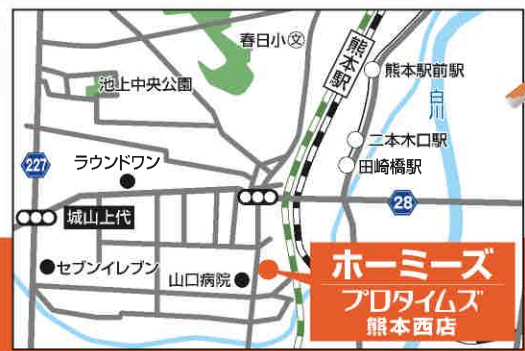 春日小 文
熊本駅
熊本駅前駅
白川
池上中央公園
二本木口駅
田崎橋駅
227
ラウンドワン
28
城山上代
セブンイレブン
山口病院
ホーミーズ
プロタイムズ
熊本西店